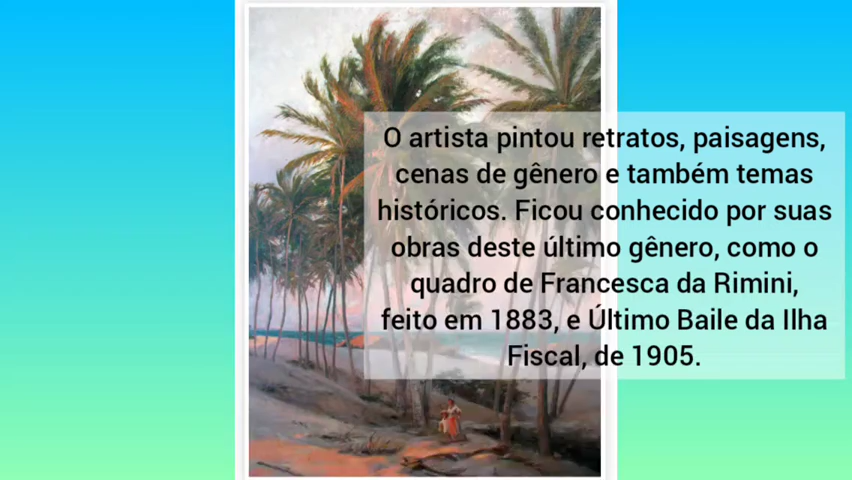 O artista pintou retratos, paisagens,
cenas de gênero e também temas
históricos. Ficou conhecido por suas
obras deste último gênero, como o
quadro de Francesca da Rimini,
feito em 1883, e Último Baile da Ilha
Fiscal, de 1905.